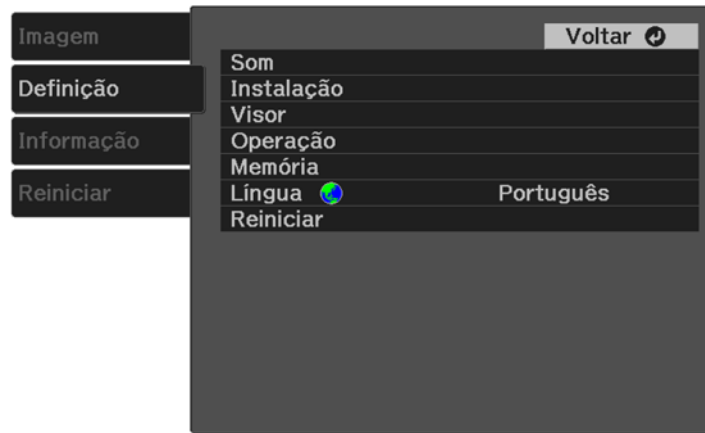 Imagem
Definição
Informação
Reiniciar
Voltar
Som
Instalação
Visor
Operação
Memória
Língua Português
Reiniciar